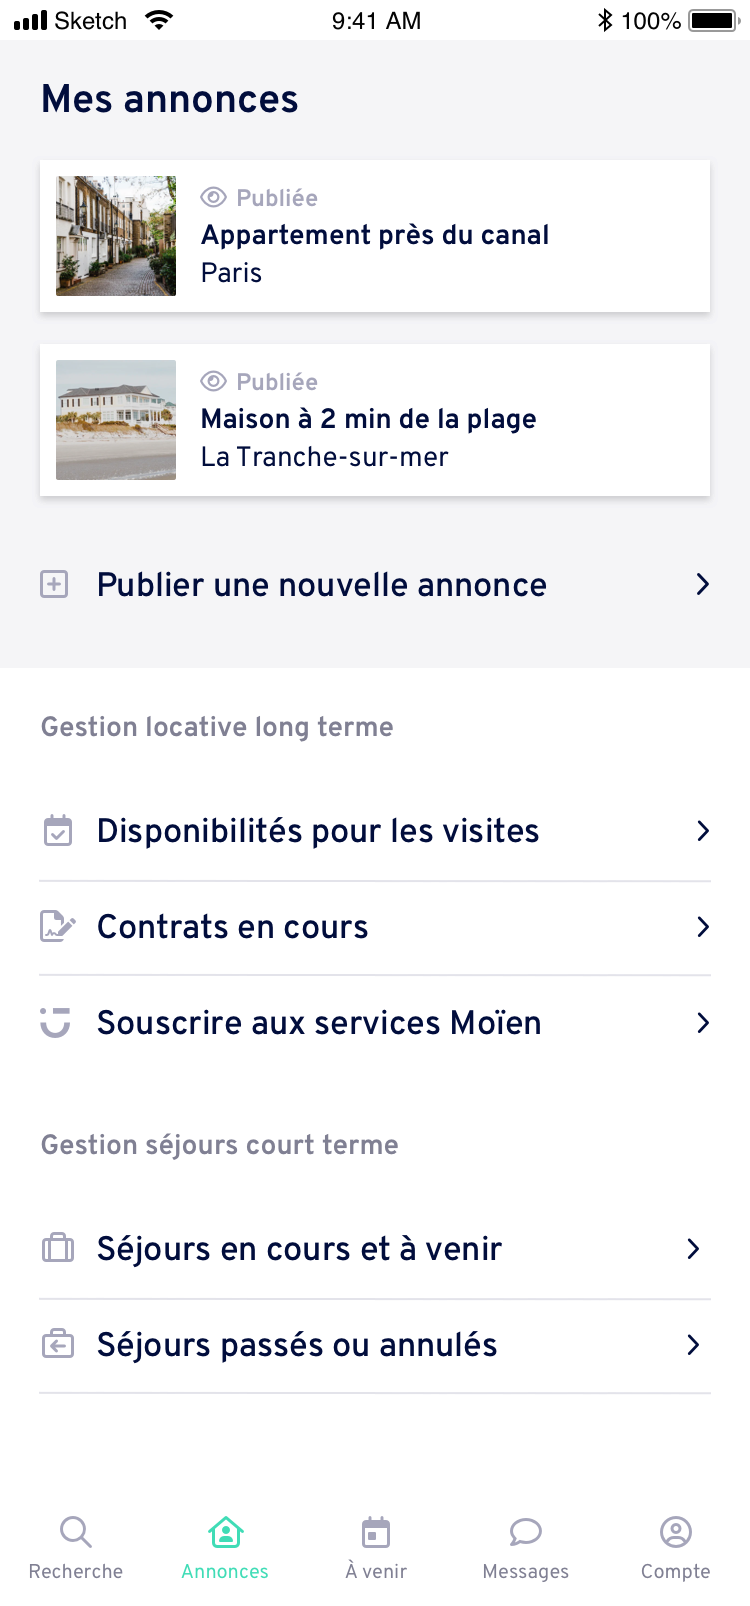 Sketch 9:41 AM 100%
Mes annonces
Publiée
Appartement près du canal
Paris
Publiée
Maison à 2 min de la plage
La Tranche-sur-mer
Publier une nouvelle annonce
Gestion locative long terme
Disponibilités pour les visites
Contrats en cours
Souscrire aux services Moïen
Gestion séjours court terme
Séjours en cours et à venir
Séjours passés ou annulés
Recherche Annonces À venir Messages Compte